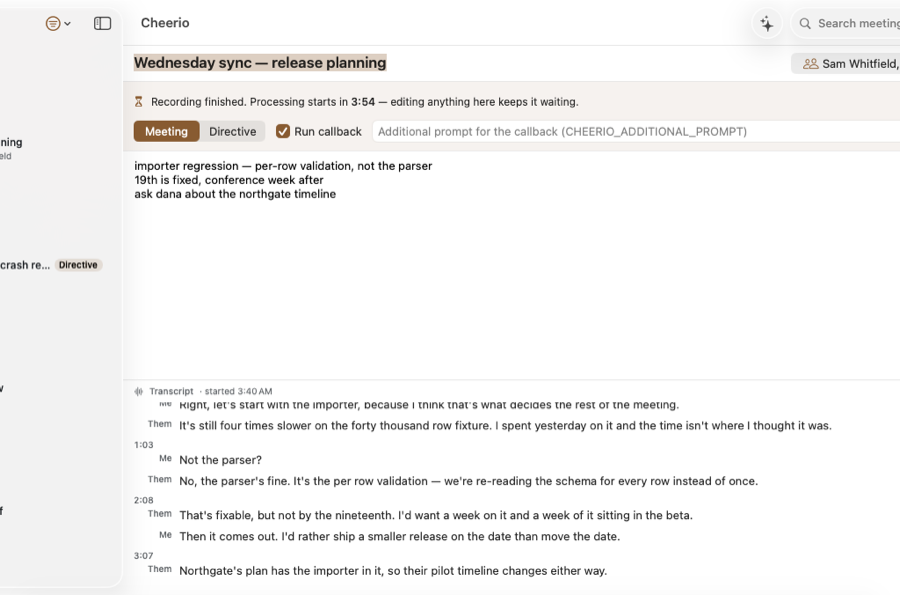 Cheerio
Search meeting
Wednesday sync — release planning
Sam Whitfield,
Recording finished. Processing starts in 3:54 — editing anything here keeps it waiting.
Meeting Directive Run callback Additional prompt for the callback (CHEERIO_ADDITIONAL_PROMPT)
ning
eld
crash re... Directive
importer regression — per-row validation, not the parser
19th is fixed, conference week after
ask dana about the northgate timeline
Transcript · started 3:40 AM
Me Right, let's start with the importer, because I think that's what decides the rest of the meeting.
Them It's still four times slower on the forty thousand row fixture. I spent yesterday on it and the time isn't where I thought it was.
1:03
Me Not the parser?
Them No, the parser's fine. It's the per row validation — we're re-reading the schema for every row instead of once.
2:08
Them That's fixable, but not by the nineteenth. I'd want a week on it and a week of it sitting in the beta.
Me Then it comes out. I'd rather ship a smaller release on the date than move the date.
3:07
Them Northgate's plan has the importer in it, so their pilot timeline changes either way.